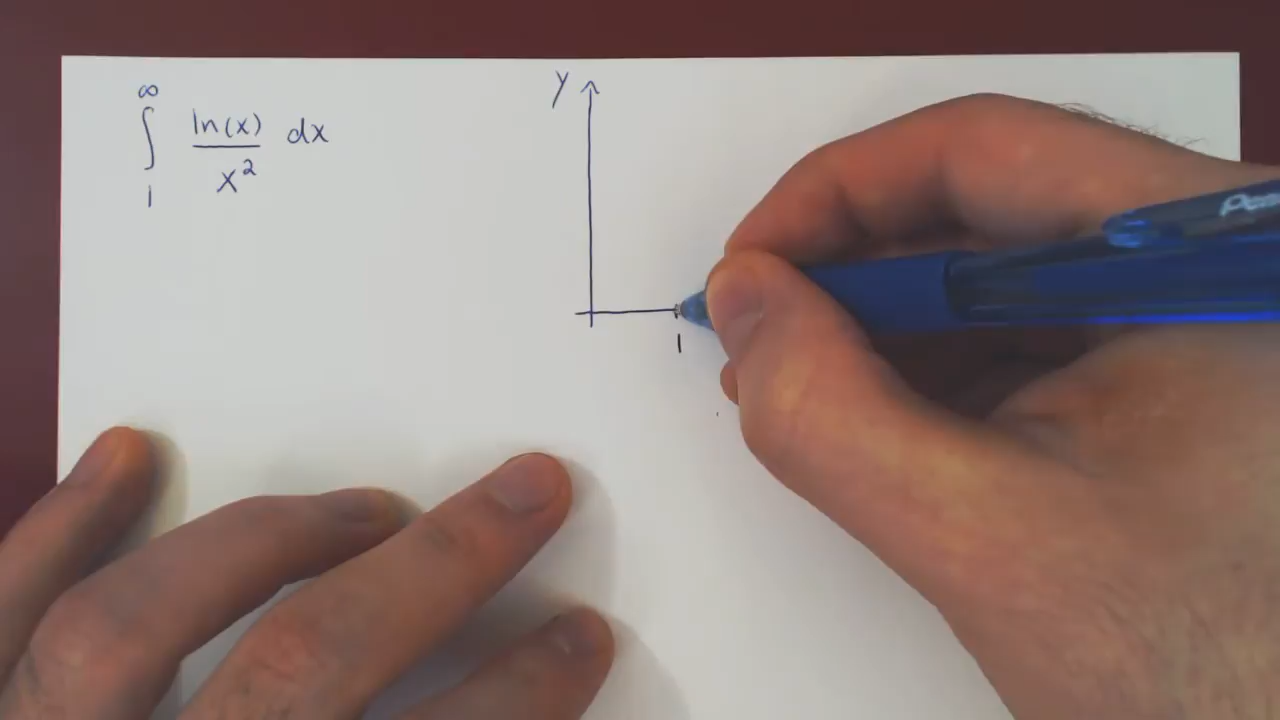 ∞
∫ ln(x) dx
1 x²
y
1